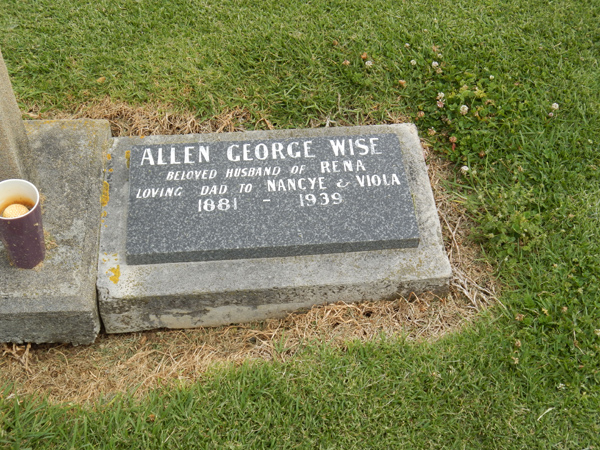 ALLEN GEORGE WISE
BELOVED HUSBAND OF RENA
LOVING DAD TO NANCYE & VIOLA
1881 - 1939